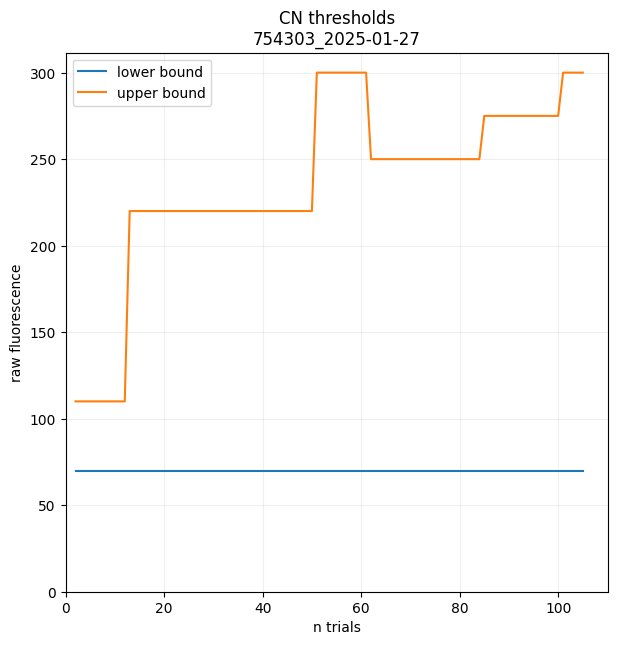 CN thresholds
754303_2025-01-27
lower bound
upper bound
300
250
200
150
100
50
0
raw fluorescence
0 20 40 60 80 100
n trials